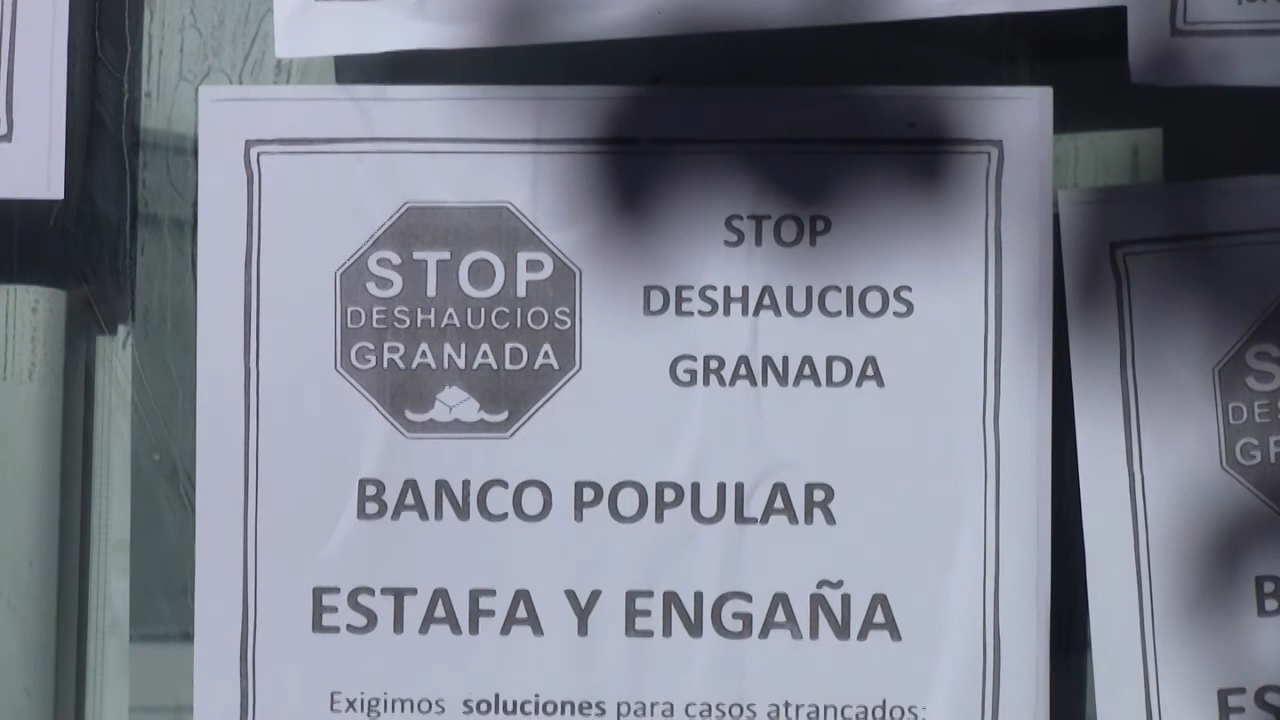 STOP
DESHAUCIOS
GRANADA
STOP
DESHAUCIOS
GRANADA
BANCO POPULAR
ESTAFA Y ENGAÑA
Exigimos soluciones para casos atrancados: